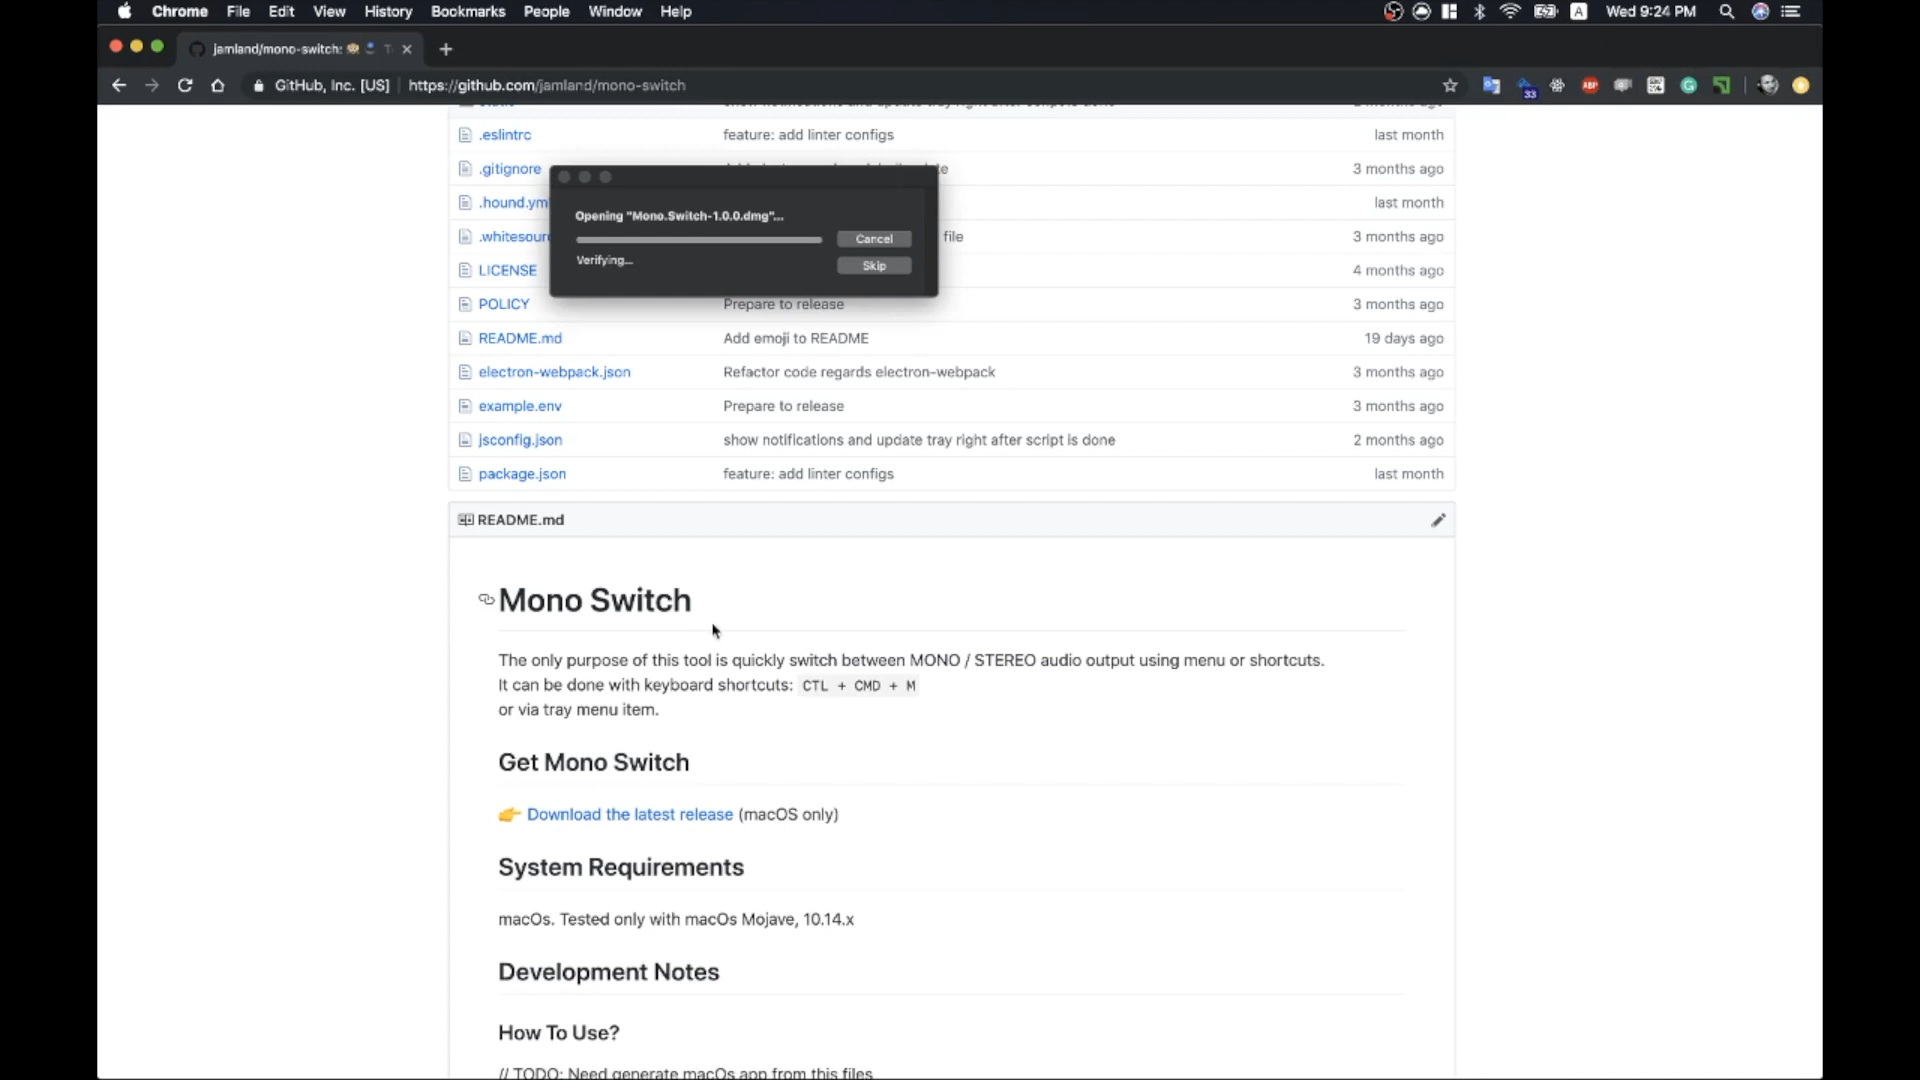 Chrome File Edit View History Bookmarks People Window Help
A Wed 9:24 PM
jamland/mono-switch:
GitHub, Inc. [US] https://github.com/jamland/mono-switch
33 ABP
.eslintrc feature: add linter configs last month
.gitignore 3 months ago
Opening "Mono.Switch-1.0.0.dmg"...
.hound.ym last month
Cancel
.whitesour file 3 months ago
Verifying...
Skip
LICENSE 4 months ago
POLICY Prepare to release 3 months ago
README.md Add emoji to README 19 days ago
electron-webpack.json Refactor code regards electron-webpack 3 months ago
example.env Prepare to release 3 months ago
jsconfig.json show notifications and update tray right after script is done 2 months ago
package.json feature: add linter configs last month
README.md
Mono Switch
The only purpose of this tool is quickly switch between MONO / STEREO audio output using menu or shortcuts.
It can be done with keyboard shortcuts: CTL + CMD + M
or via tray menu item.
Get Mono Switch
Download the latest release (macOS only)
System Requirements
macOs. Tested only with macOs Mojave, 10.14.x
Development Notes
How To Use?
// TODO: Need generate macOs app from this files